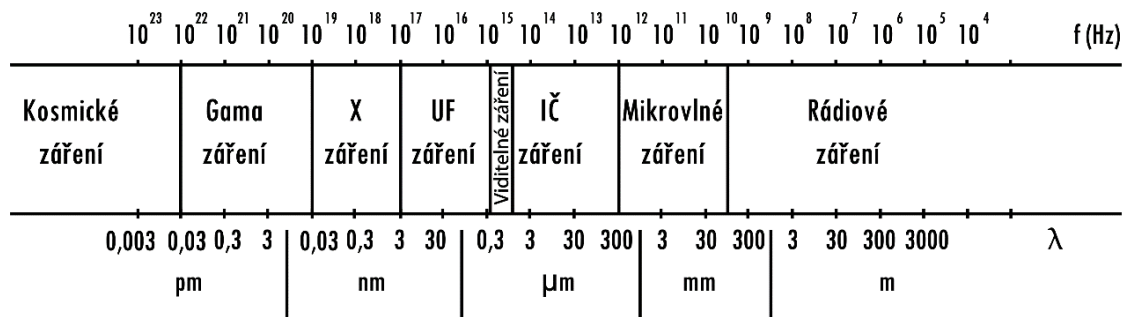 10²³ 10²² 10²¹ 10²⁰ 10¹⁹ 10¹⁸ 10¹⁷ 10¹⁶ 10¹⁵ 10¹⁴ 10¹³ 10¹² 10¹¹ 10¹⁰ 10⁹ 10⁸ 10⁷ 10⁶ 10⁵ 10⁴ f (Hz)
Kosmické
záření
Gama
záření
X
záření
UF
záření
Viditelné záření
IČ
záření
Mikrovlné
záření
Rádiové
záření
0,003 0,03 0,3 3 0,03 0,3 3 30 0,3 3 30 300 3 30 300 3 30 300 3000 λ
pm nm µm mm m